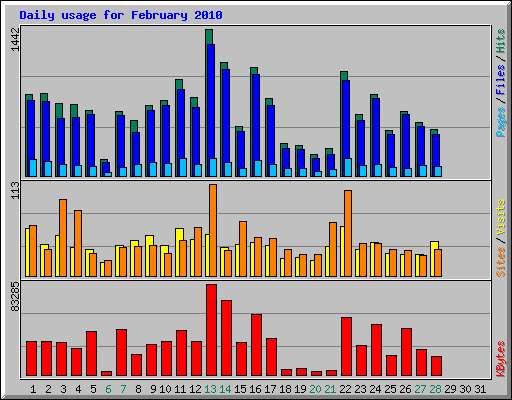 Daily usage for February 2010
1442
Pages / Files / Hits
113
Sites / Visits
83285
KBytes
1 2 3 4 5 6 7 8 9 10 11 12 13 14 15 16 17 18 19 20 21 22 23 24 25 26 27 28 29 30 31